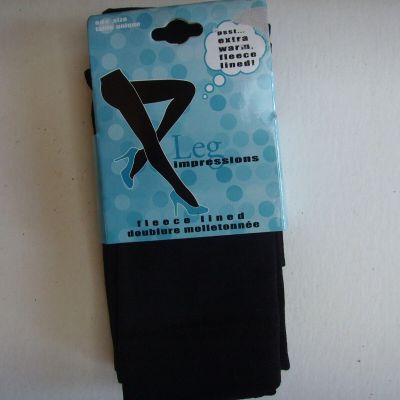 one size
taille unique
psst...
extra
warm,
fleece
lined!
Leg
impressions
fleece lined
doublure molletonnée